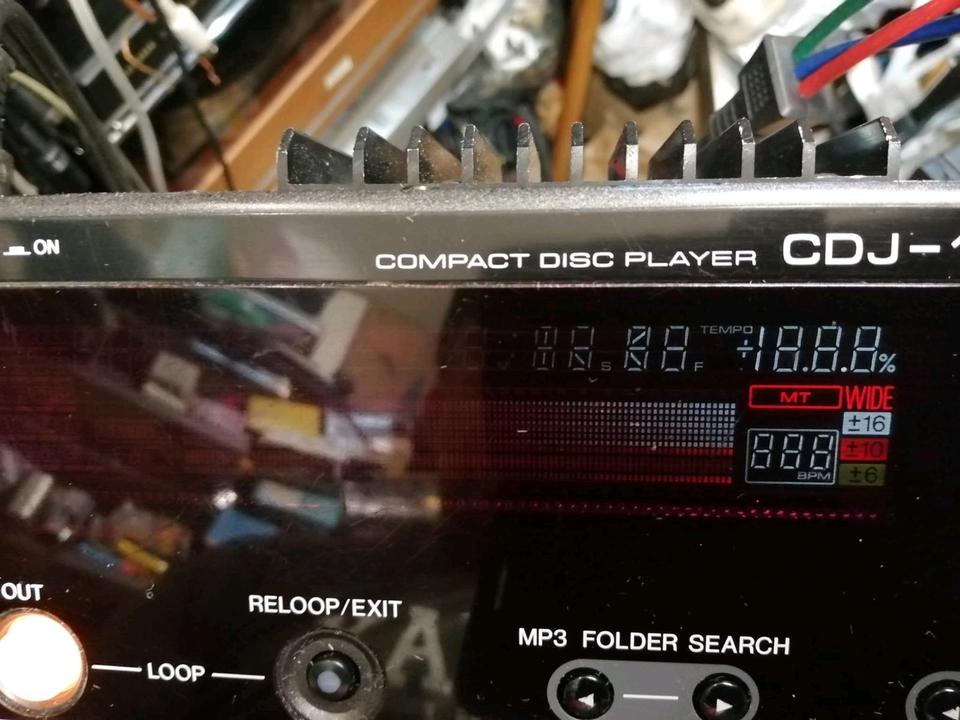 ON
COMPACT DISC PLAYER CDJ-1
TEMPO
S F %
MT WIDE
±16
±10
BPM ±6
OUT
RELOOP/EXIT
LOOP
MP3 FOLDER SEARCH
A